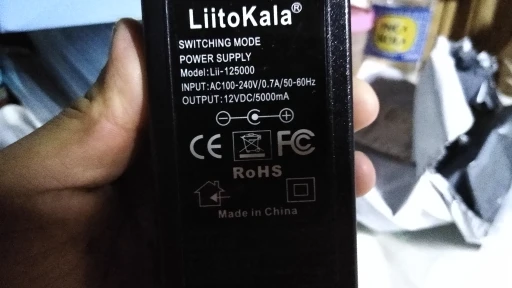 LiitoKala®
SWITCHING MODE
POWER SUPPLY
Model: Lii-125000
INPUT:AC100-240V/0.7A/50-60Hz
OUTPUT:12VDC/5000mA
CE FC
RoHS
Made in China